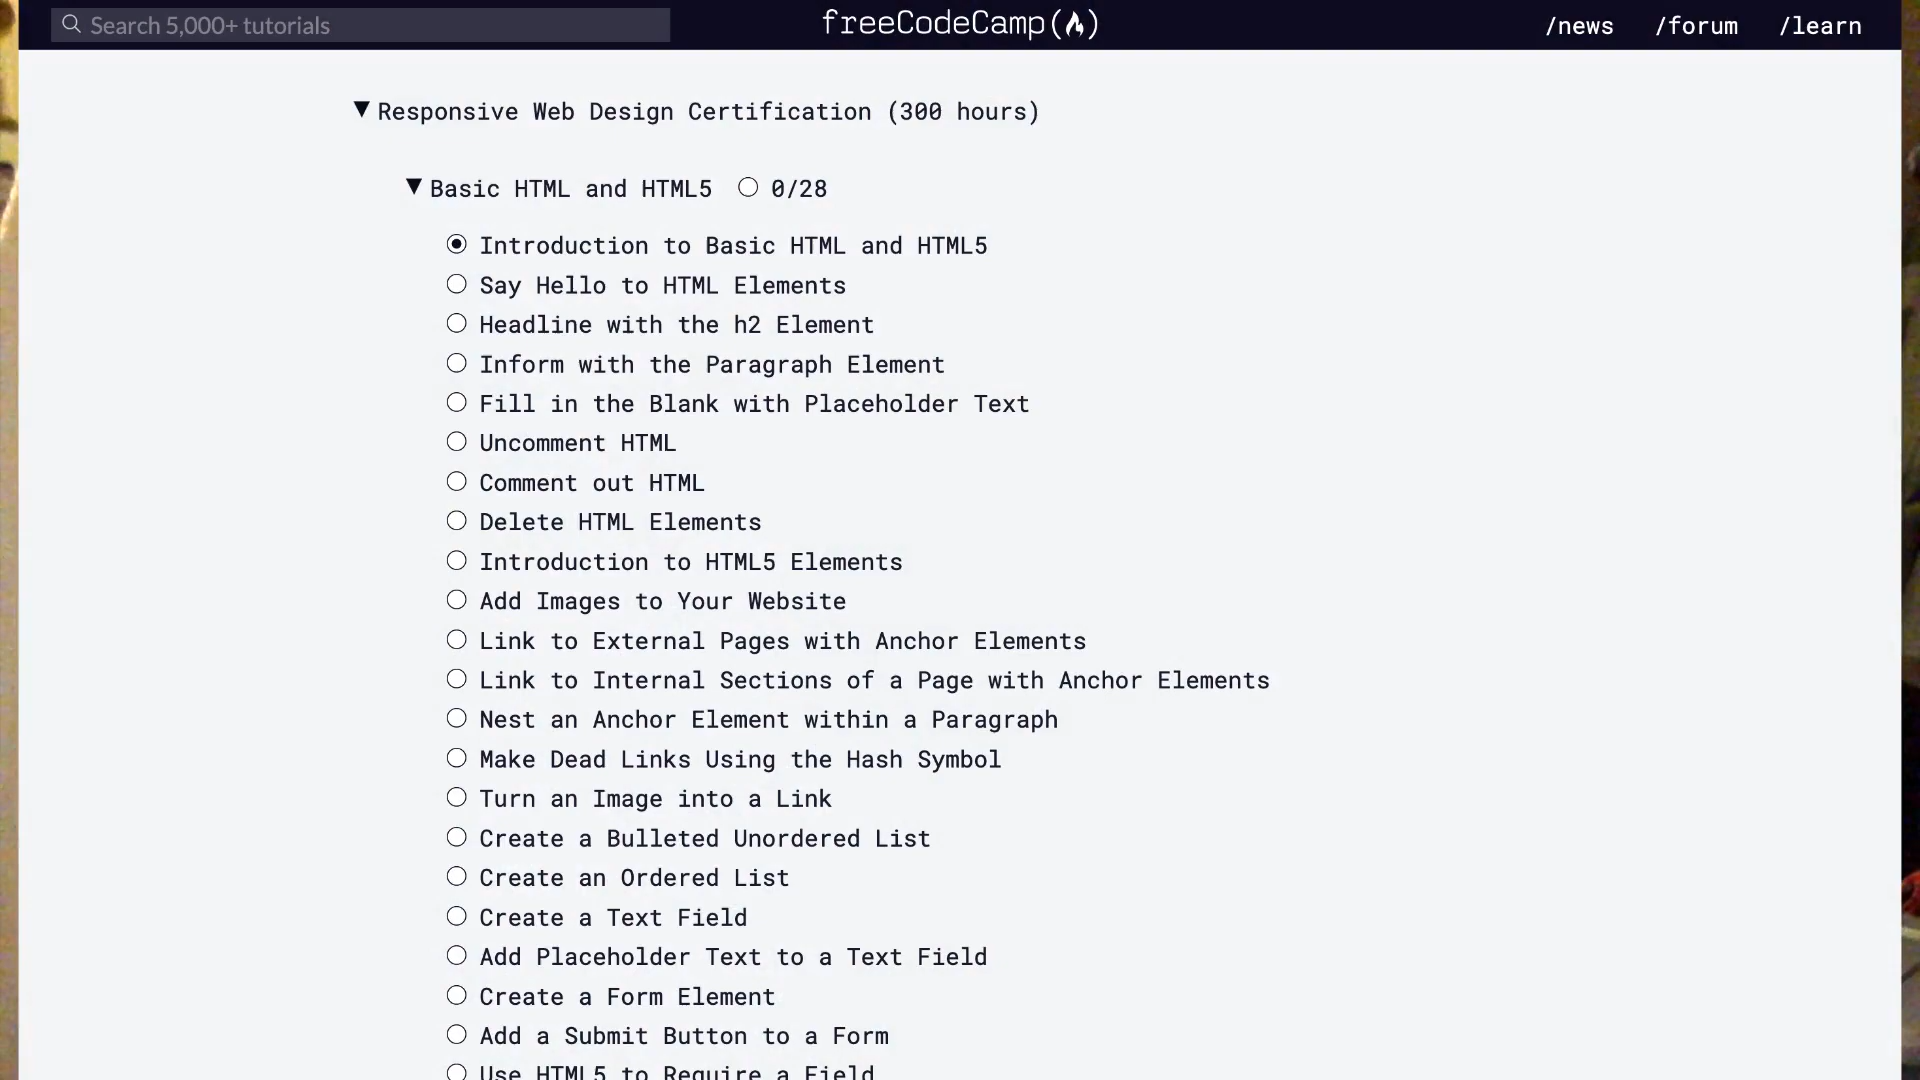 Search 5,000+ tutorials
freeCodeCamp
/news /forum /learn
Responsive Web Design Certification (300 hours)
Basic HTML and HTML5 0/28
Introduction to Basic HTML and HTML5
Say Hello to HTML Elements
Headline with the h2 Element
Inform with the Paragraph Element
Fill in the Blank with Placeholder Text
Uncomment HTML
Comment out HTML
Delete HTML Elements
Introduction to HTML5 Elements
Add Images to Your Website
Link to External Pages with Anchor Elements
Link to Internal Sections of a Page with Anchor Elements
Nest an Anchor Element within a Paragraph
Make Dead Links Using the Hash Symbol
Turn an Image into a Link
Create a Bulleted Unordered List
Create an Ordered List
Create a Text Field
Add Placeholder Text to a Text Field
Create a Form Element
Add a Submit Button to a Form
Use HTML5 to Require a Field